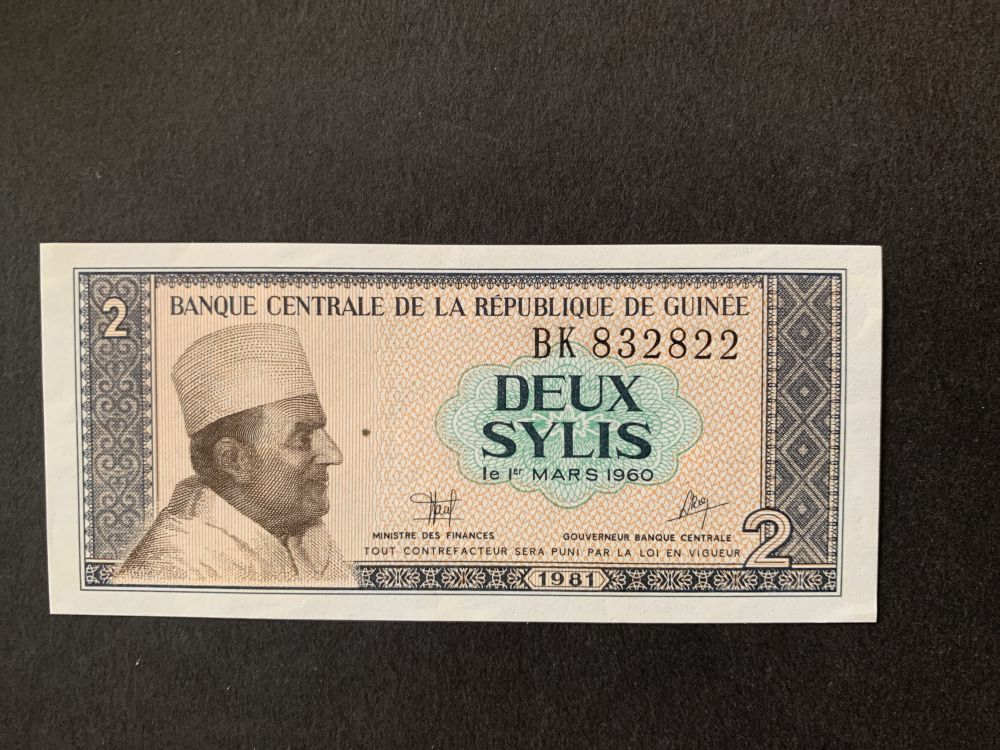 2
BANQUE CENTRALE DE LA RÉPUBLIQUE DE GUINÉE
BK 832822
DEUX
SYLIS
le 1er MARS 1960
MINISTRE DES FINANCES
GOUVERNEUR BANQUE CENTRALE
TOUT CONTREFACTEUR SERA PUNI PAR LA LOI EN VIGUEUR
2
1981